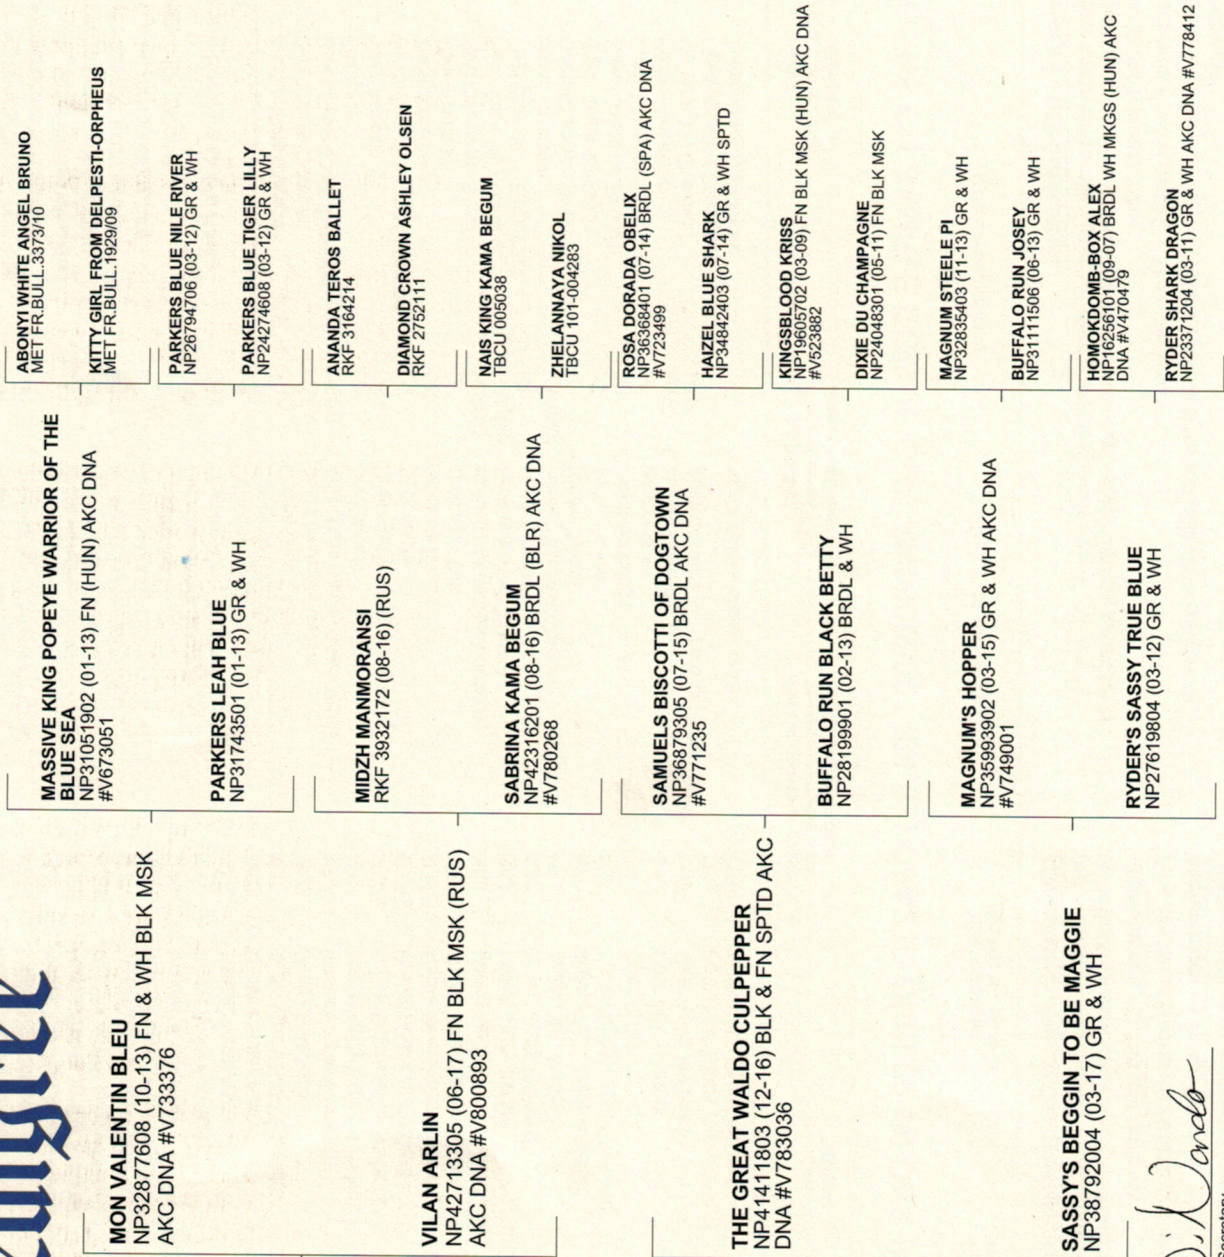 MON VALENTIN BLEU
NP32877608 (10-13) FN & WH BLK MSK
AKC DNA #V733376
VILAN ARLIN
NP42713305 (06-17) FN BLK MSK (RUS)
AKC DNA #V800893
THE GREAT WALDO CULPEPPER
NP41411803 (12-16) BLK & FN SPTD AKC
DNA #V783036
SASSY'S BEGGIN TO BE MAGGIE
NP38792004 (03-17) GR & WH
Secretary
MASSIVE KING POPEYE WARRIOR OF THE
BLUE SEA
NP31051902 (01-13) FN (HUN) AKC DNA
#V673051
PARKERS LEAH BLUE
NP31743501 (01-13) GR & WH
MIDZH MANMORANSI
RKF 3932172 (08-16) (RUS)
SABRINA KAMA BEGUM
NP42316201 (08-16) BRDL (BLR) AKC DNA
#V780268
SAMUELS BISCOTTI OF DOGTOWN
NP36879305 (07-15) BRDL AKC DNA
#V771235
BUFFALO RUN BLACK BETTY
NP28199901 (02-13) BRDL & WH
MAGNUM'S HOPPER
NP35993902 (03-15) GR & WH AKC DNA
#V749001
RYDER'S SASSY TRUE BLUE
NP27619804 (03-12) GR & WH
ABONYI WHITE ANGEL BRUNO
MET FR.BULL.3373/10
KITTY GIRL FROM DELPESTI-ORPHEUS
MET FR.BULL.1929/09
PARKERS BLUE NILE RIVER
NP26794706 (03-12) GR & WH
PARKERS BLUE TIGER LILLY
NP24274608 (03-12) GR & WH
ANANDA TEROS BALLET
RKF 3164214
DIAMOND CROWN ASHLEY OLSEN
RKF 2752111
NAIS KING KAMA BEGUM
TBCU 005038
ZHELANNAYA NIKOL
TBCU 101-004283
ROSA DORADA OBELIX
NP36368401 (07-14) BRDL (SPA) AKC DNA
#V723499
HAIZEL BLUE SHARK
NP34842403 (07-14) GR & WH SPTD
KINGSBLOOD KRISS
NP19605702 (03-09) FN BLK MSK (HUN) AKC DNA
#V523882
DIXIE DU CHAMPAGNE
NP24048301 (05-11) FN BLK MSK
MAGNUM STEELE PI
NP32835403 (11-13) GR & WH
BUFFALO RUN JOSEY
NP31111506 (06-13) GR & WH
HOMOKDOMB-BOX ALEX
NP16256101 (09-07) BRDL WH MKGS (HUN) AKC
DNA #V470479
RYDER SHARK DRAGON
NP23371204 (03-11) GR & WH AKC DNA #V778412